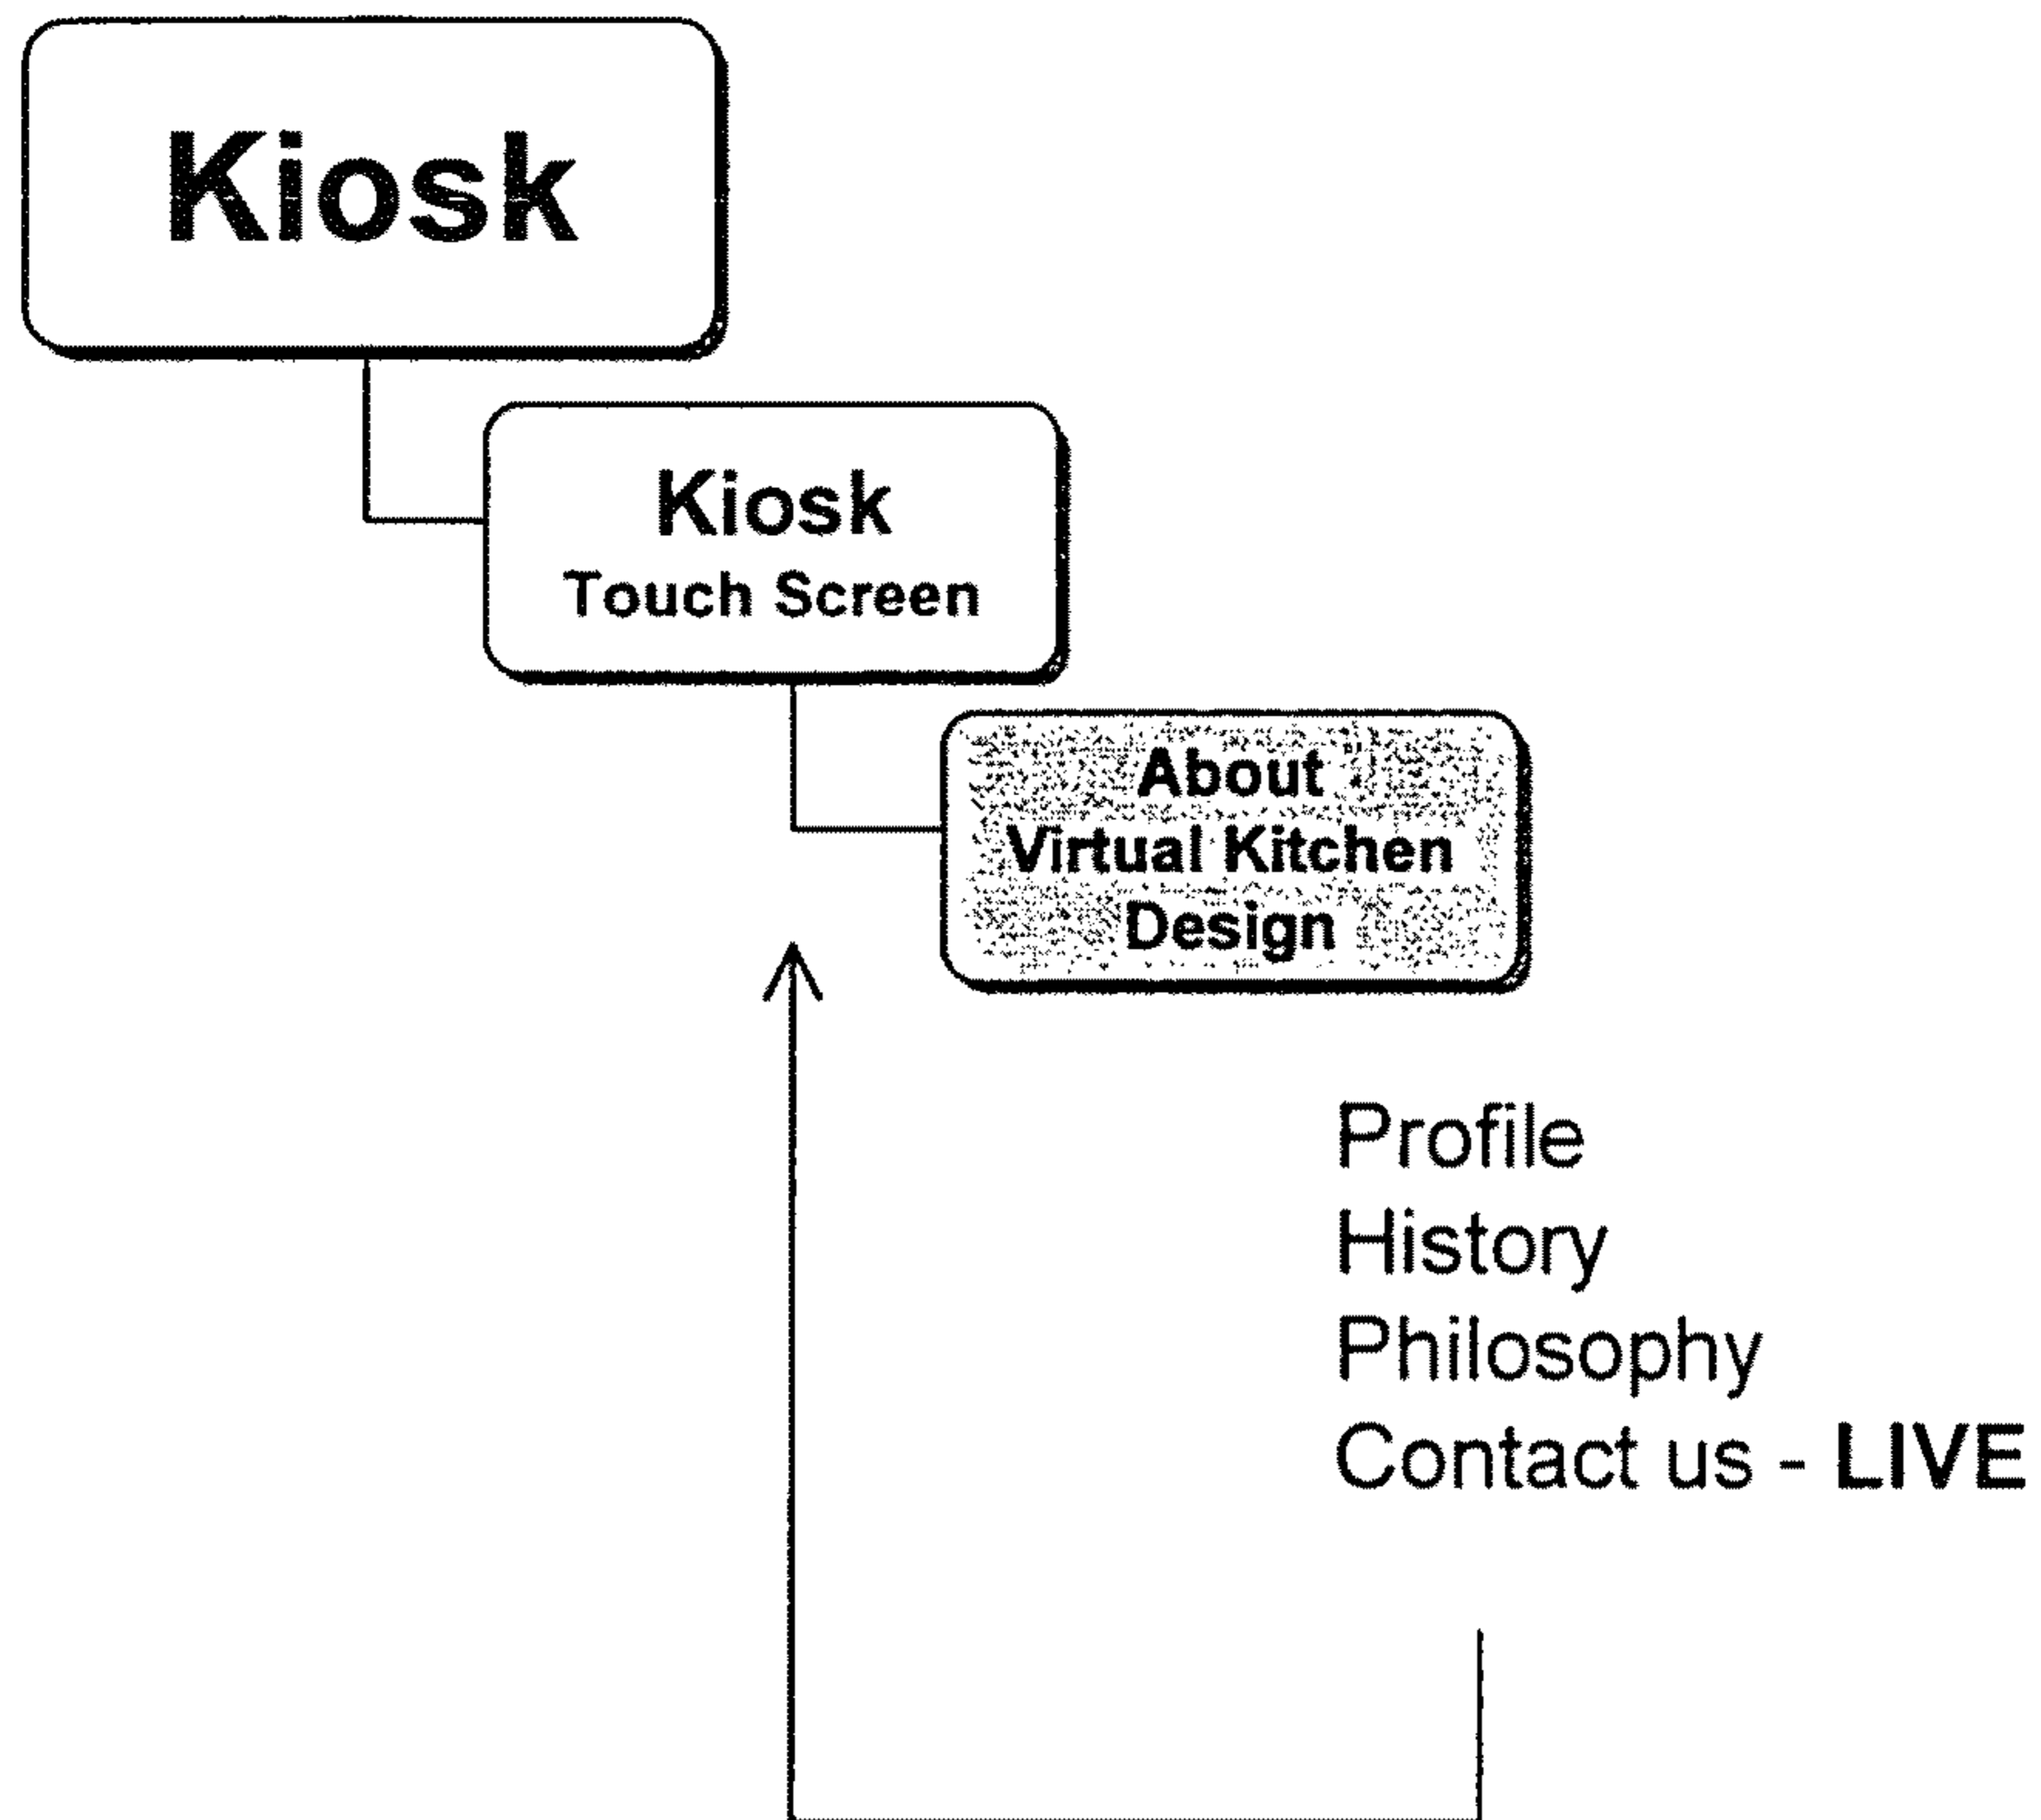 Kiosk
Kiosk
Touch Screen
About
Virtual Kitchen
Design
Profile
History
Philosophy
Contact us - LIVE